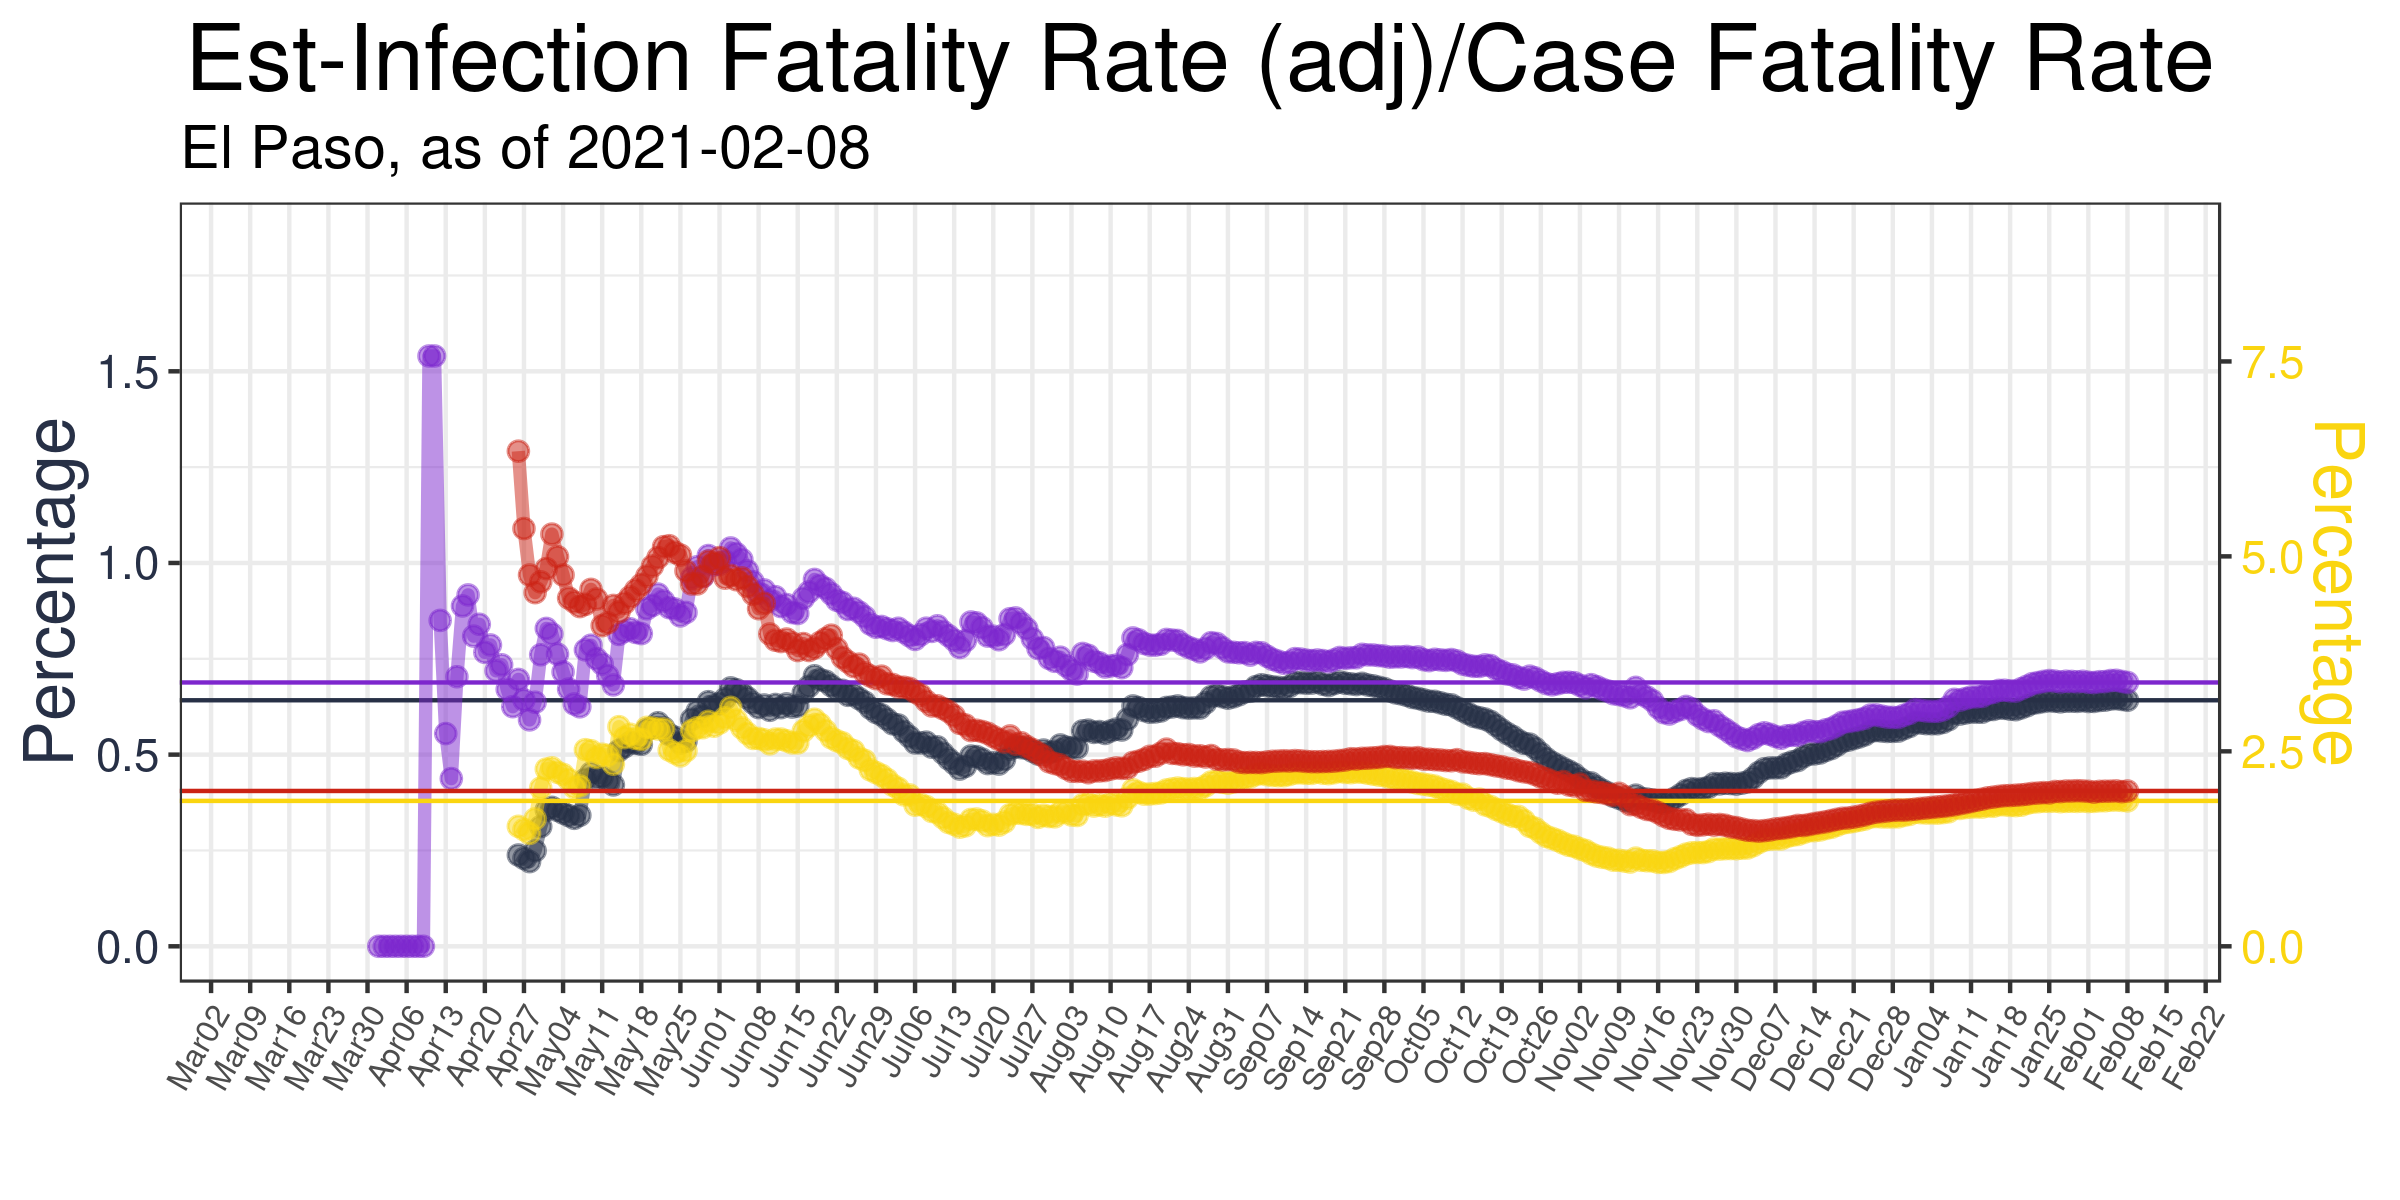 Est-Infection Fatality Rate (adj)/Case Fatality Rate
El Paso, as of 2021-02-08
Percentage
1.5
1.0
0.5
0.0
7.5
5.0
2.5
0.0
Percentage
Mar02
Mar09
Mar16
Mar23
Mar30
Apr06
Apr13
Apr20
Apr27
May04
May11
May18
May25
Jun01
Jun08
Jun15
Jun22
Jun29
Jul06
Jul13
Jul20
Jul27
Aug03
Aug10
Aug17
Aug24
Aug31
Sep07
Sep14
Sep21
Sep28
Oct05
Oct12
Oct19
Oct26
Nov02
Nov09
Nov16
Nov23
Nov30
Dec07
Dec14
Dec21
Dec28
Jan04
Jan11
Jan18
Jan25
Feb01
Feb08
Feb15
Feb22